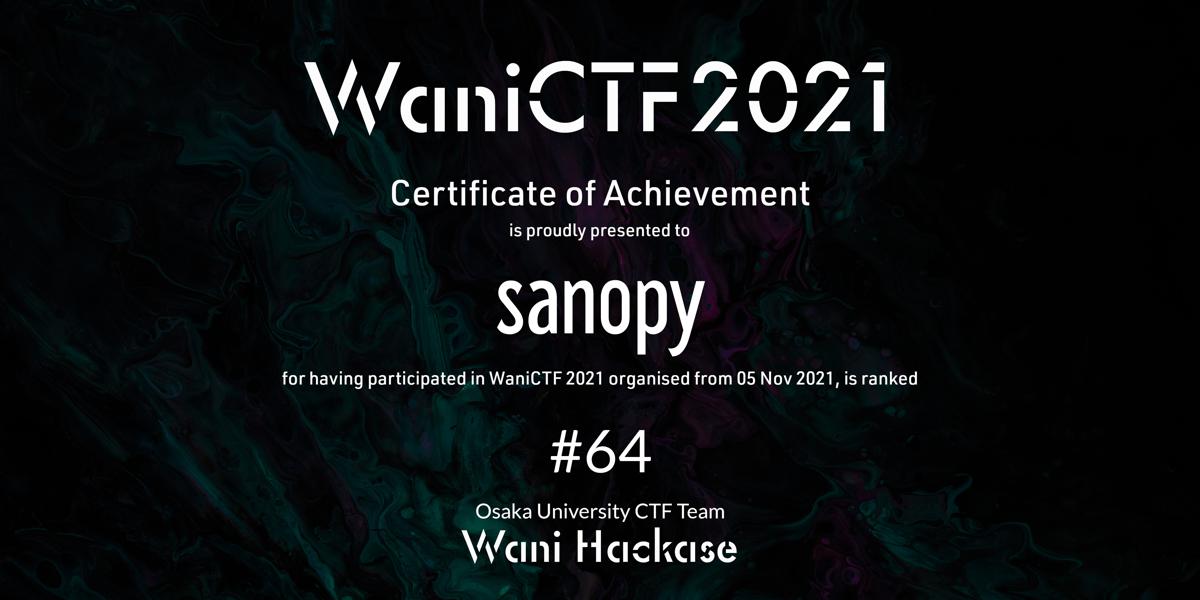 WaniCTF2021
Certificate of Achievement
is proudly presented to
sanopy
for having participated in WaniCTF 2021 organised from 05 Nov 2021, is ranked
#64
Osaka University CTF Team
Wani Hackase